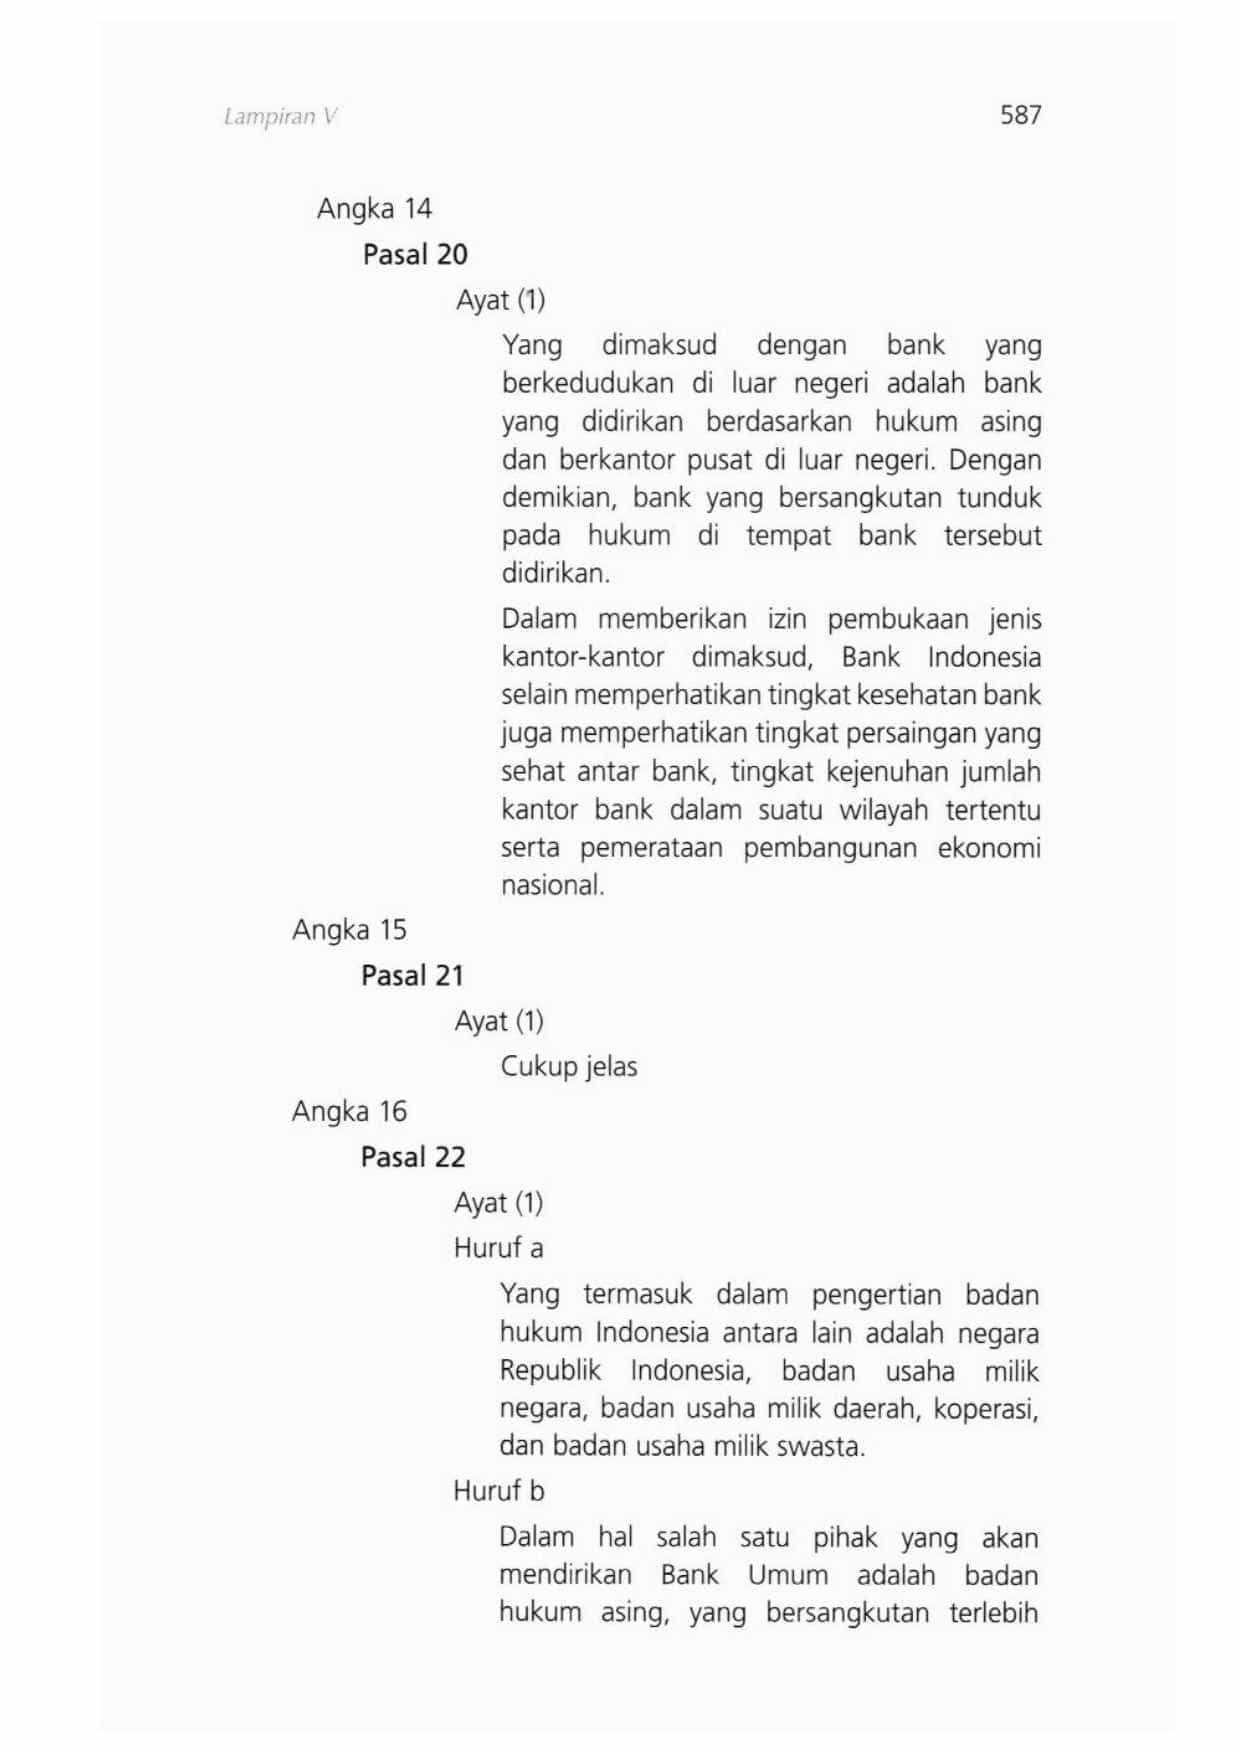 Lampiran V 587
Angka 14
Pasal 20
Ayat (1)
Yang dimaksud dengan bank yang
berkedudukan di luar negeri adalah bank
yang didirikan berdasarkan hukum asing
dan berkantor pusat di luar negeri. Dengan
demikian, bank yang bersangkutan tunduk
pada hukum di tempat bank tersebut
didirikan.
Dalam memberikan izin pembukaan jenis
kantor-kantor dimaksud, Bank Indonesia
selain memperhatikan tingkat kesehatan bank
juga memperhatikan tingkat persaingan yang
sehat antar bank, tingkat kejenuhan jumlah
kantor bank dalam suatu wilayah tertentu
serta pemerataan pembangunan ekonomi
nasional.
Angka 15
Pasal 21
Ayat (1)
Cukup jelas
Angka 16
Pasal 22
Ayat (1)
Huruf a
Yang termasuk dalam pengertian badan
hukum Indonesia antara lain adalah negara
Republik Indonesia, badan usaha milik
negara, badan usaha milik daerah, koperasi,
dan badan usaha milik swasta.
Huruf b
Dalam hal salah satu pihak yang akan
mendirikan Bank Umum adalah badan
hukum asing, yang bersangkutan terlebih